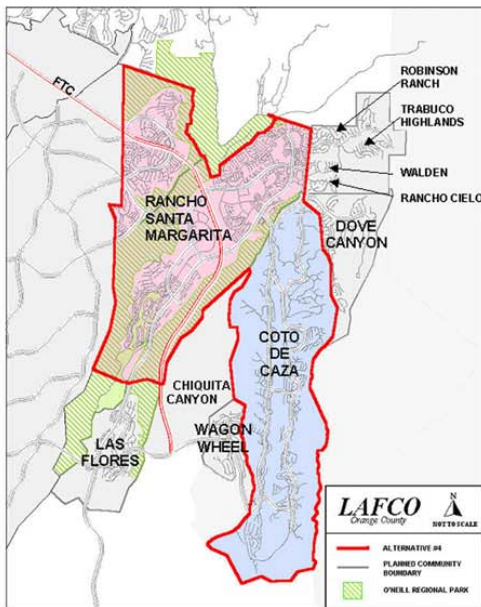 FTC
ROBINSON
RANCH
TRABUCO
HIGHLANDS
WALDEN
RANCHO CIELO
RANCHO
SANTA
MARGARITA
DOVE
CANYON
COTO
DE
CAZA
CHIQUITA
CANYON
WAGON
WHEEL
LAS
FLORES
LAFCO
Orange County
N
NOT TO SCALE
ALTERNATIVE #4
PLANNED COMMUNITY
BOUNDARY
O'NEILL REGIONAL PARK